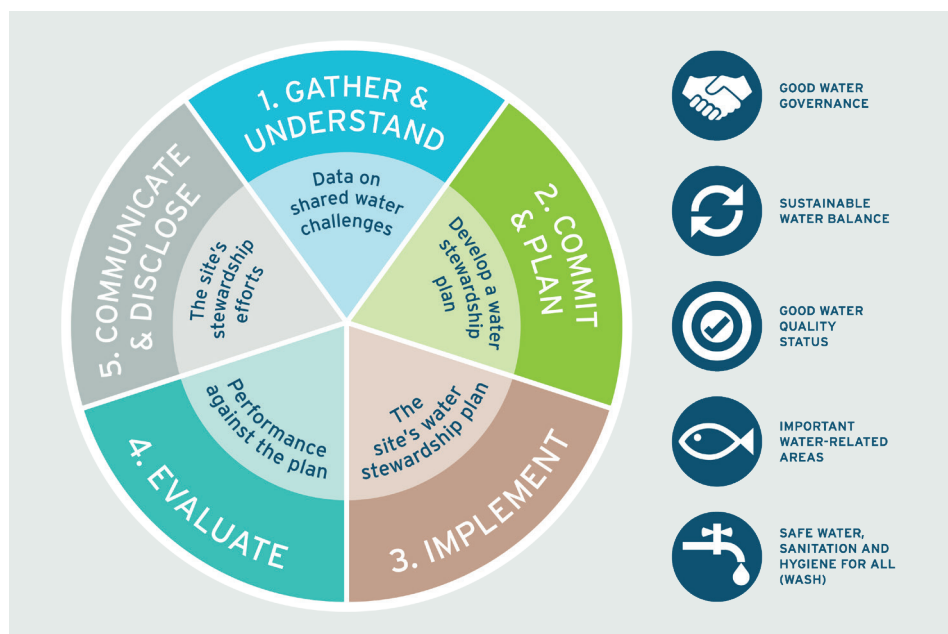 1. GATHER &
UNDERSTAND
Data on
shared water
challenges
2. COMMIT
& PLAN
Develop a water
stewardship
plan
3. IMPLEMENT
The
site's water
stewardship plan
4. EVALUATE
Performance
against the plan
5. COMMUNICATE
& DISCLOSE
The site's
stewardship
efforts
GOOD WATER
GOVERNANCE
SUSTAINABLE
WATER BALANCE
GOOD WATER
QUALITY
STATUS
IMPORTANT
WATER-RELATED
AREAS
SAFE WATER,
SANITATION AND
HYGIENE FOR ALL
(WASH)